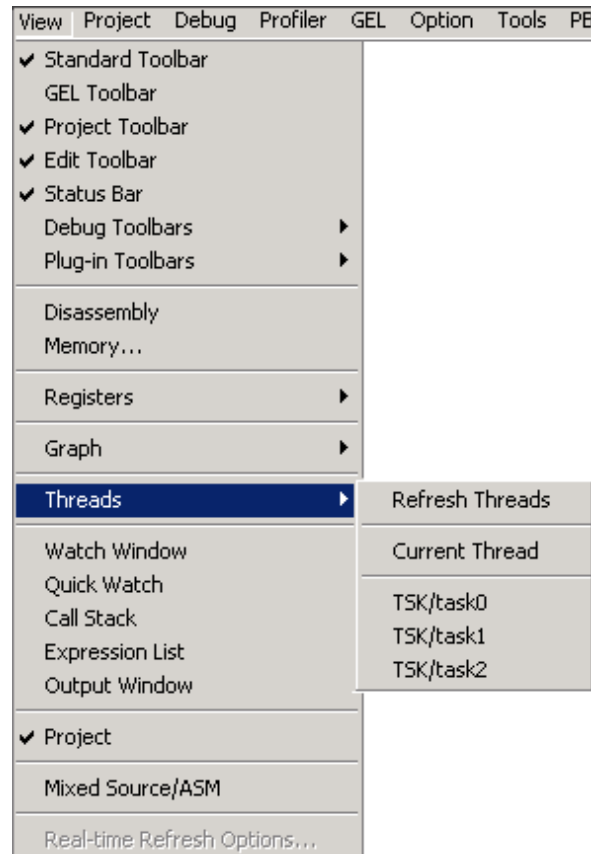 View Project Debug Profiler GEL Option Tools PE
Standard Toolbar
GEL Toolbar
Project Toolbar
Edit Toolbar
Status Bar
Debug Toolbars
Plug-in Toolbars
Disassembly
Memory...
Registers
Graph
Threads
Refresh Threads
Current Thread
TSK/task0
TSK/task1
TSK/task2
Watch Window
Quick Watch
Call Stack
Expression List
Output Window
Project
Mixed Source/ASM
Real-time Refresh Options...